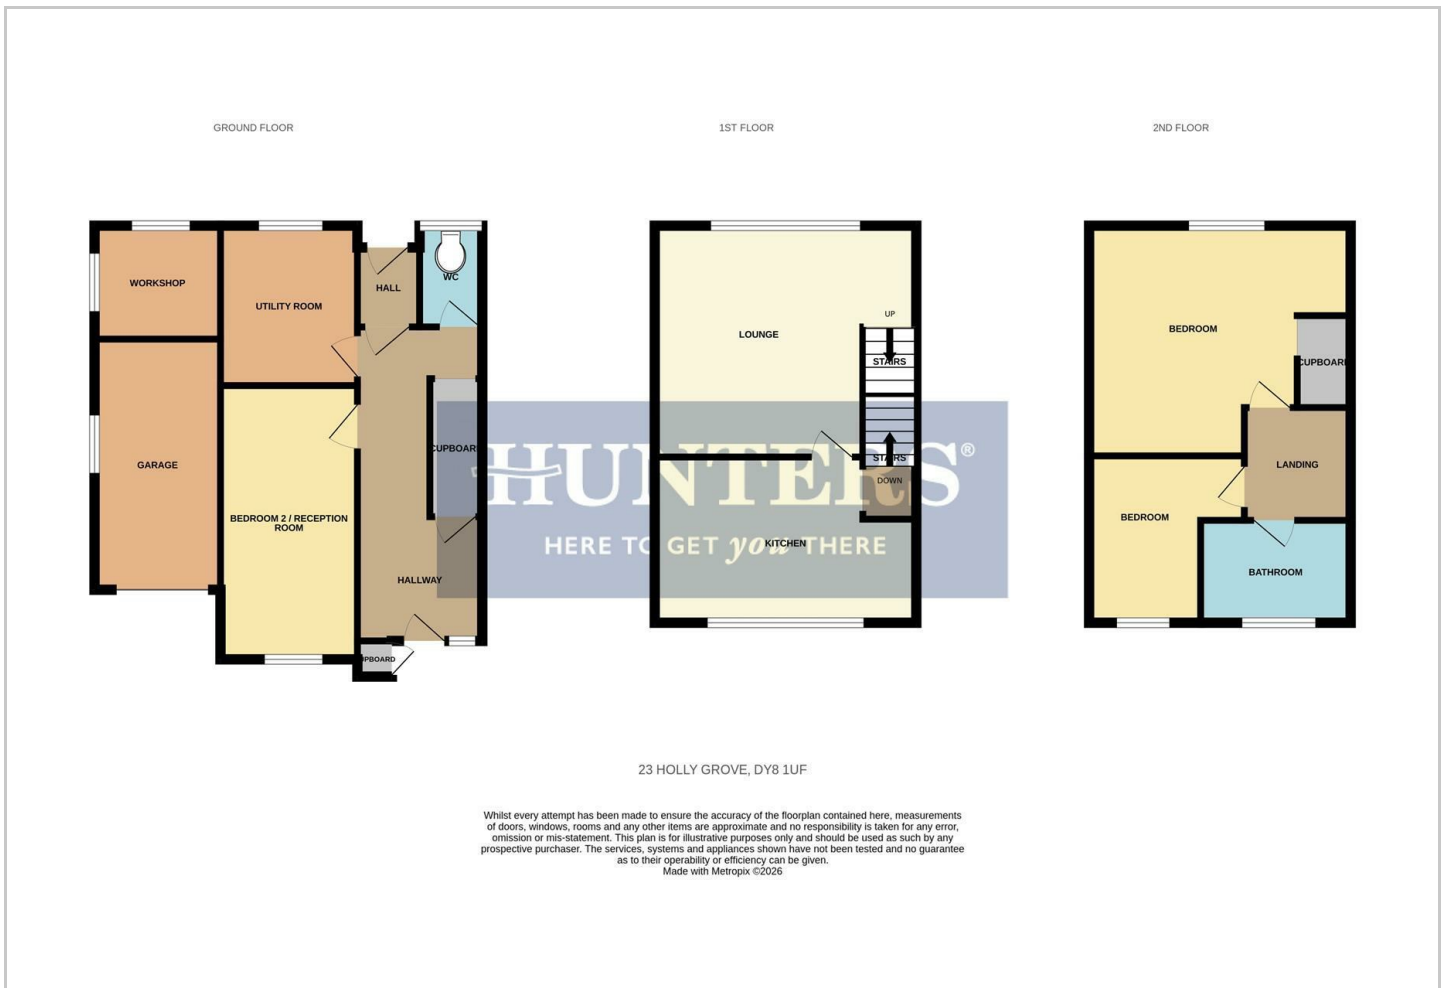 GROUND FLOOR
1ST FLOOR
2ND FLOOR
WORKSHOP
UTILITY ROOM
HALL
WC
GARAGE
BEDROOM 2 / RECEPTION
ROOM
CUPBOARD
HALLWAY
UPBOARD
LOUNGE
UP
STAIRS
STAIRS
DOWN
KITCHEN
BEDROOM
CUPBOARD
LANDING
BEDROOM
BATHROOM
HUNTERS®
HERE TO GET you THERE
23 HOLLY GROVE, DY8 1UF
Whilst every attempt has been made to ensure the accuracy of the floorplan contained here, measurements
of doors, windows, rooms and any other items are approximate and no responsibility is taken for any error,
omission or mis-statement. This plan is for illustrative purposes only and should be used as such by any
prospective purchaser. The services, systems and appliances shown have not been tested and no guarantee
as to their operability or efficiency can be given.
Made with Metropix ©2026